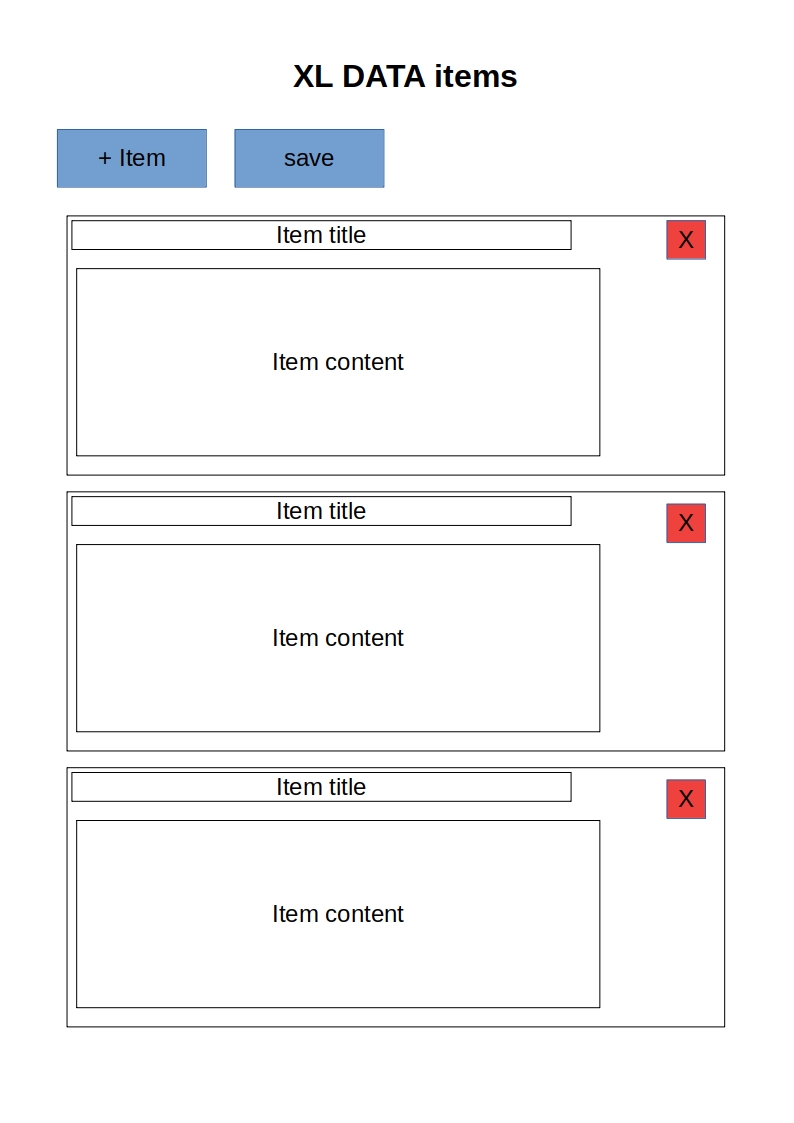 XL DATA items
+ Item
save
Item title
X
Item content
Item title
X
Item content
Item title
X
Item content